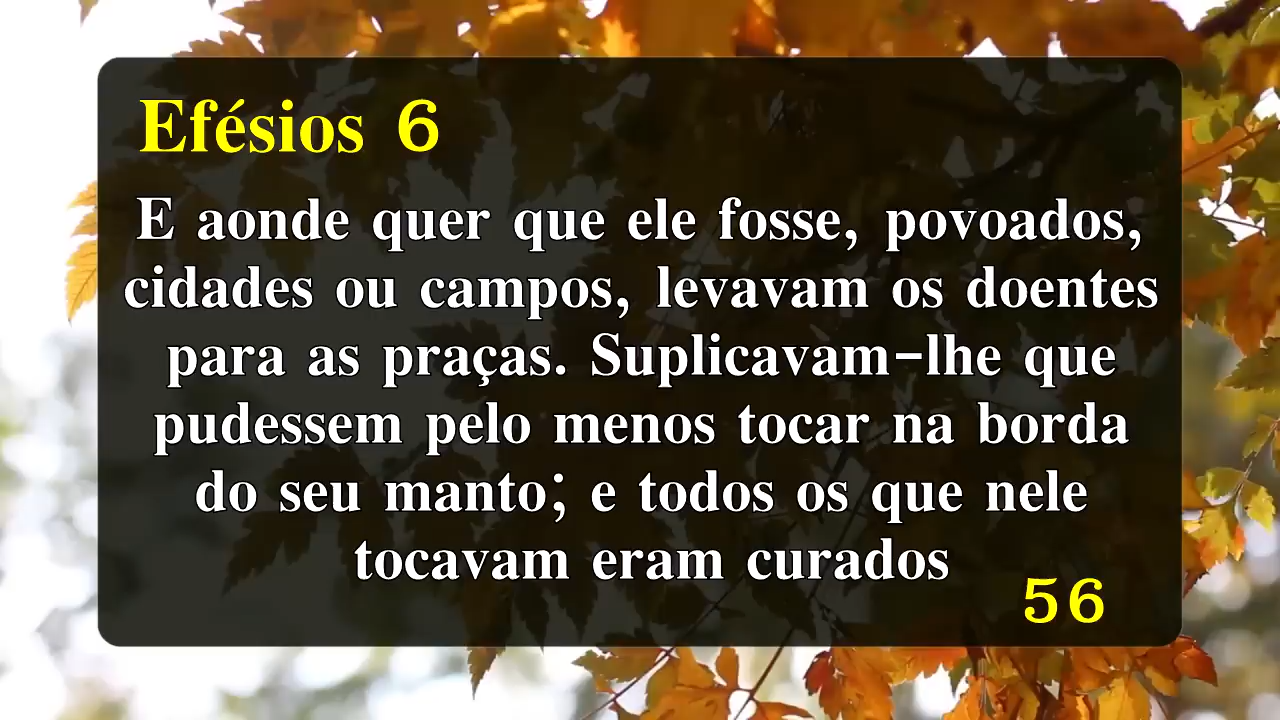 Efésios 6
E aonde quer que ele fosse, povoados,
cidades ou campos, levavam os doentes
para as praças. Suplicavam-lhe que
pudessem pelo menos tocar na borda
do seu manto; e todos os que nele
tocavam eram curados
56